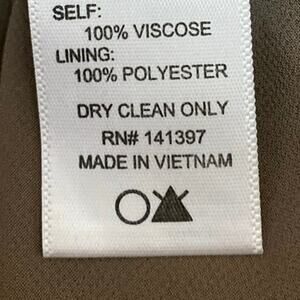 SELF:
100% VISCOSE
LINING:
100% POLYESTER
DRY CLEAN ONLY
RN# 141397
MADE IN VIETNAM